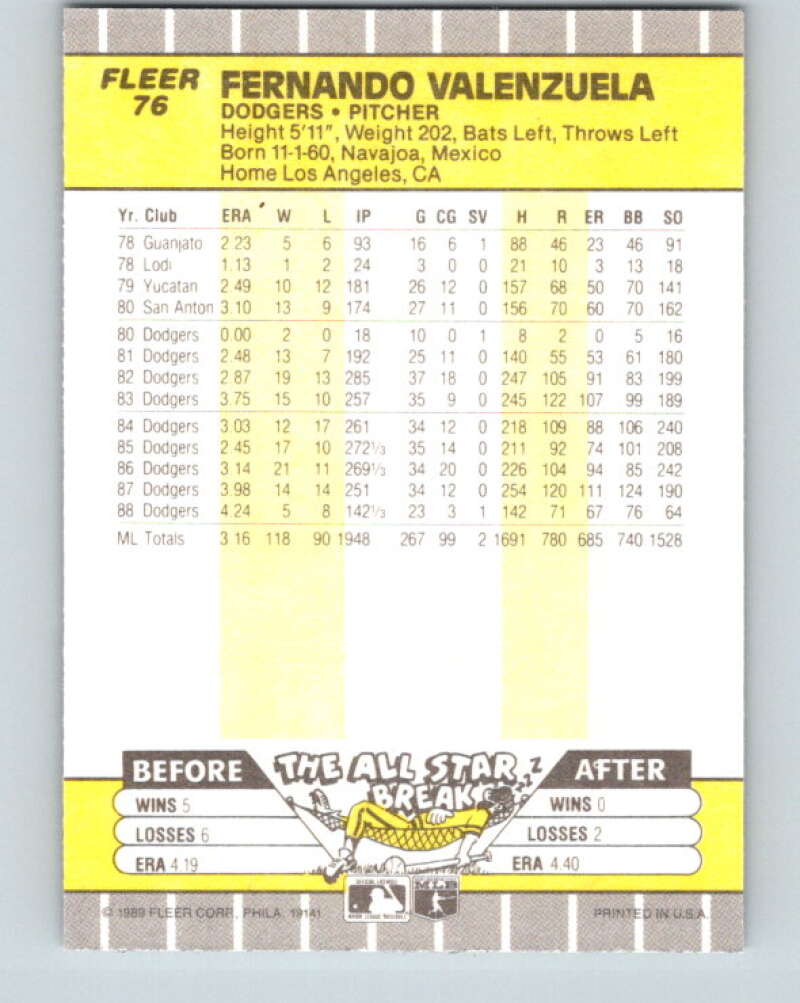 FLEER
76
FERNANDO VALENZUELA
DODGERS • PITCHER
Height 5'11", Weight 202, Bats Left, Throws Left
Born 11-1-60, Navajoa, Mexico
Home Los Angeles, CA
Yr. Club ERA W L IP G CG SV H R ER BB SO
78 Guanjato 2.23 5 6 93 16 6 1 88 46 23 46 91
78 Lodi 1.13 1 2 24 3 0 0 21 10 3 13 18
79 Yucatan 2.49 10 12 181 26 12 0 157 68 50 70 141
80 San Anton 3.10 13 9 174 27 11 0 156 70 60 70 162
80 Dodgers 0.00 2 0 18 10 0 1 8 2 0 5 16
81 Dodgers 2.48 13 7 192 25 11 0 140 55 53 61 180
82 Dodgers 2.87 19 13 285 37 18 0 247 105 91 83 199
83 Dodgers 3.75 15 10 257 35 9 0 245 122 107 99 189
84 Dodgers 3.03 12 17 261 34 12 0 218 109 88 106 240
85 Dodgers 2.45 17 10 272⅓ 35 14 0 211 92 74 101 208
86 Dodgers 3.14 21 11 269⅓ 34 20 0 226 104 94 85 242
87 Dodgers 3.98 14 14 251 34 12 0 254 120 111 124 190
88 Dodgers 4.24 5 8 142⅓ 23 3 1 142 71 67 76 64
ML Totals 3.16 118 90 1948 267 99 2 1691 780 685 740 1528
BEFORE THE ALL STAR BREAK ZZZZ AFTER
WINS 5 WINS 0
LOSSES 6 LOSSES 2
ERA 4.19 ERA 4.40
MLB
© 1989 FLEER CORP., PHILA. 19141 PRINTED IN U.S.A.